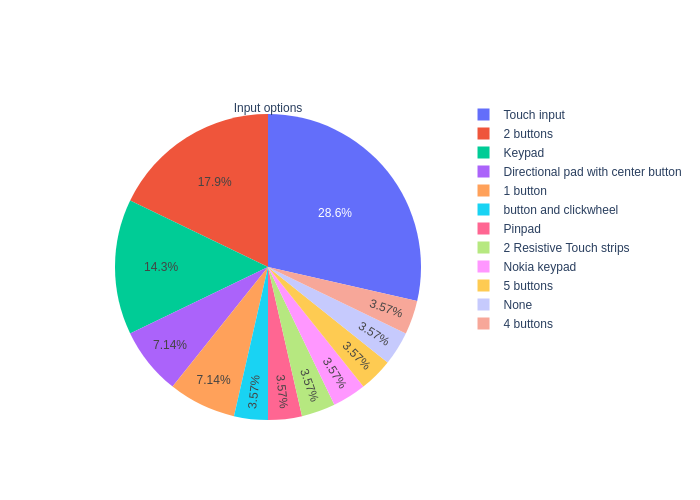 Input options
28.6%
17.9%
14.3%
7.14%
7.14%
3.57%
3.57%
3.57%
3.57%
3.57%
3.57%
3.57%
Touch input
2 buttons
Keypad
Directional pad with center button
1 button
button and clickwheel
Pinpad
2 Resistive Touch strips
Nokia keypad
5 buttons
None
4 buttons